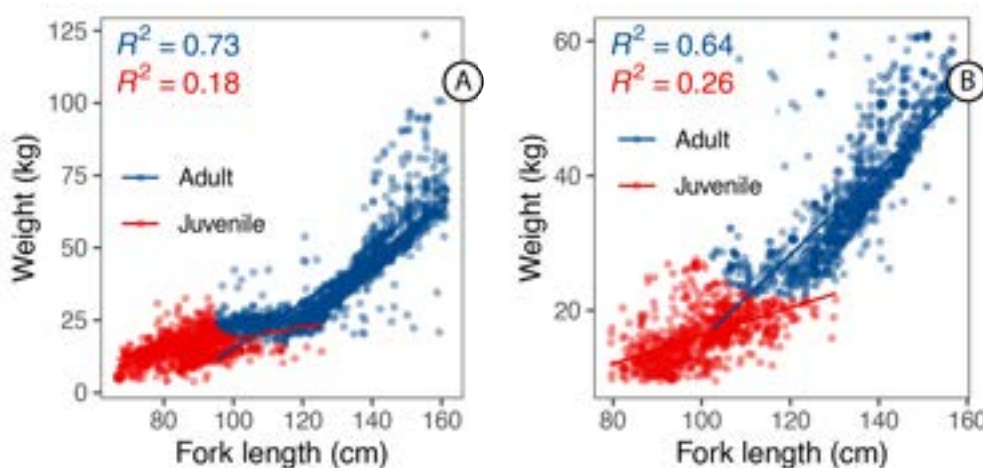 R² = 0.73
R² = 0.18
A
Adult
Juvenile
Weight (kg)
125
100
75
50
25
0
80
100
120
140
160
Fork length (cm)
R² = 0.64
R² = 0.26
B
Adult
Juvenile
Weight (kg)
60
40
20
80
100
120
140
160
Fork length (cm)